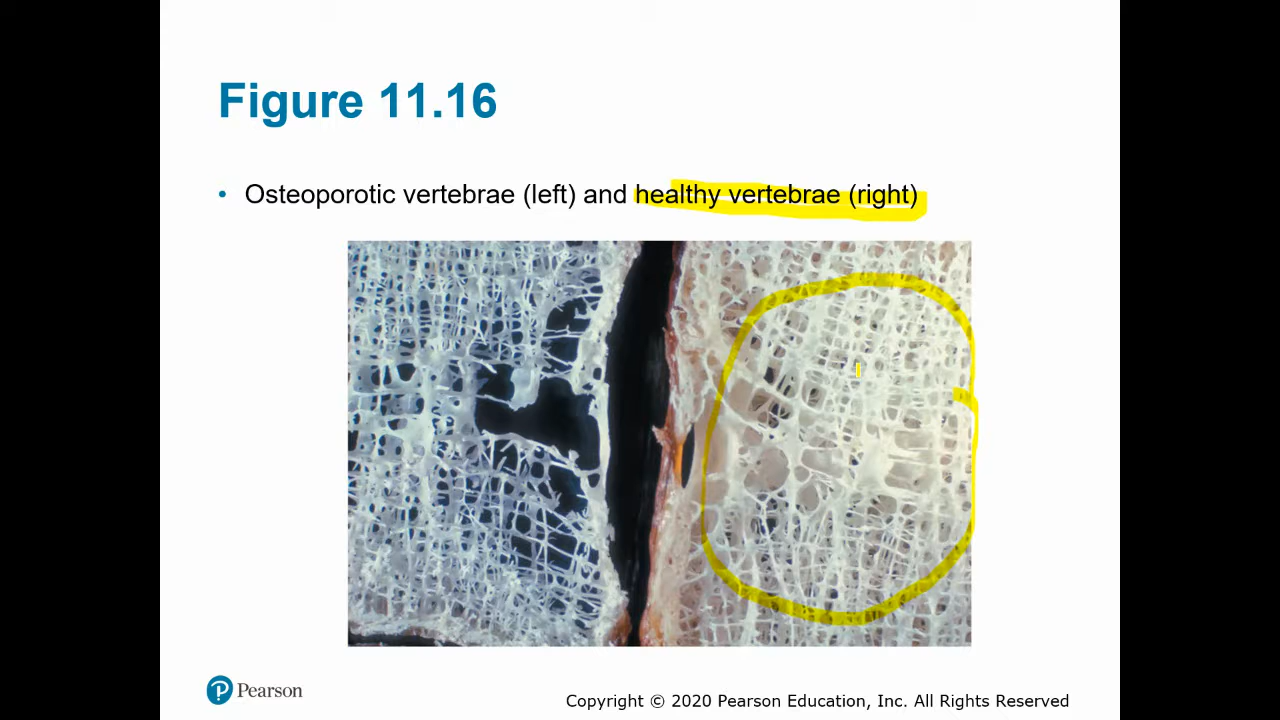 Figure 11.16
• Osteoporotic vertebrae (left) and healthy vertebrae (right)
Pearson
Copyright © 2020 Pearson Education, Inc. All Rights Reserved